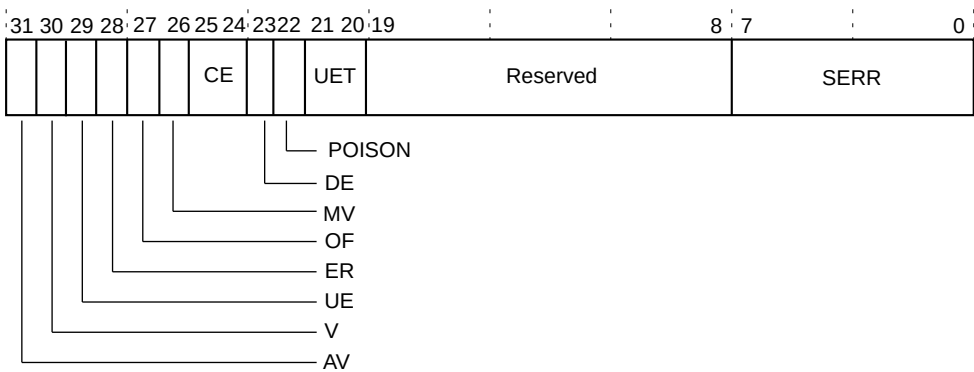 31 30 29 28 27 26 25 24 23 22 21 20 19 8 7 0
CE UET Reserved SERR
POISON
DE
MV
OF
ER
UE
V
AV